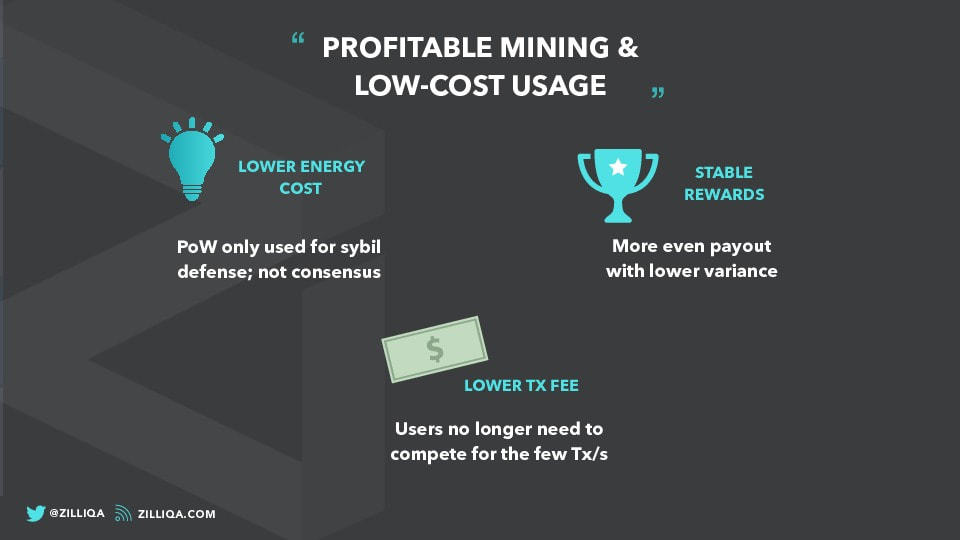 “ PROFITABLE MINING &
LOW-COST USAGE ”
LOWER ENERGY
COST
PoW only used for sybil
defense; not consensus
STABLE
REWARDS
More even payout
with lower variance
$
LOWER TX FEE
Users no longer need to
compete for the few Tx/s
@ZILLIQA ZILLIQA.COM